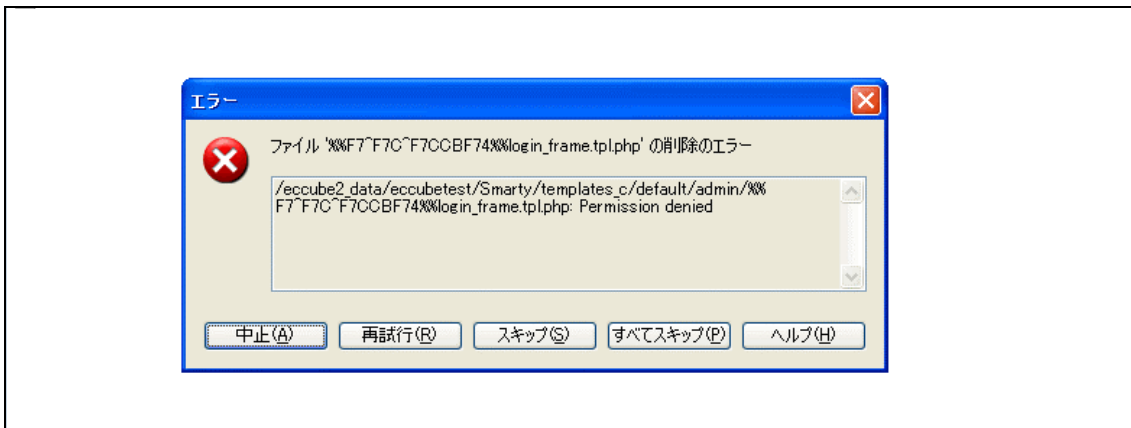 エラー
ファイル '%%F7^F7C^F7CCBF74%%login_frame.tpl.php' の削除のエラー
/eccube2_data/eccubetest/Smarty/templates_c/default/admin/%%
F7^F7C^F7CCBF74%%login_frame.tpl.php: Permission denied
中止(A) 再試行(R) スキップ(S) すべてスキップ(P) ヘルプ(H)